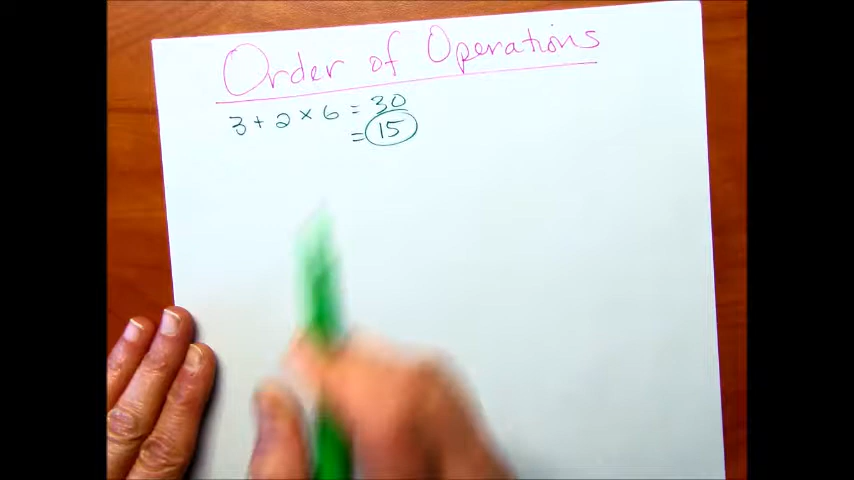 Order of Operations
3 + 2 × 6 = 30
= 15